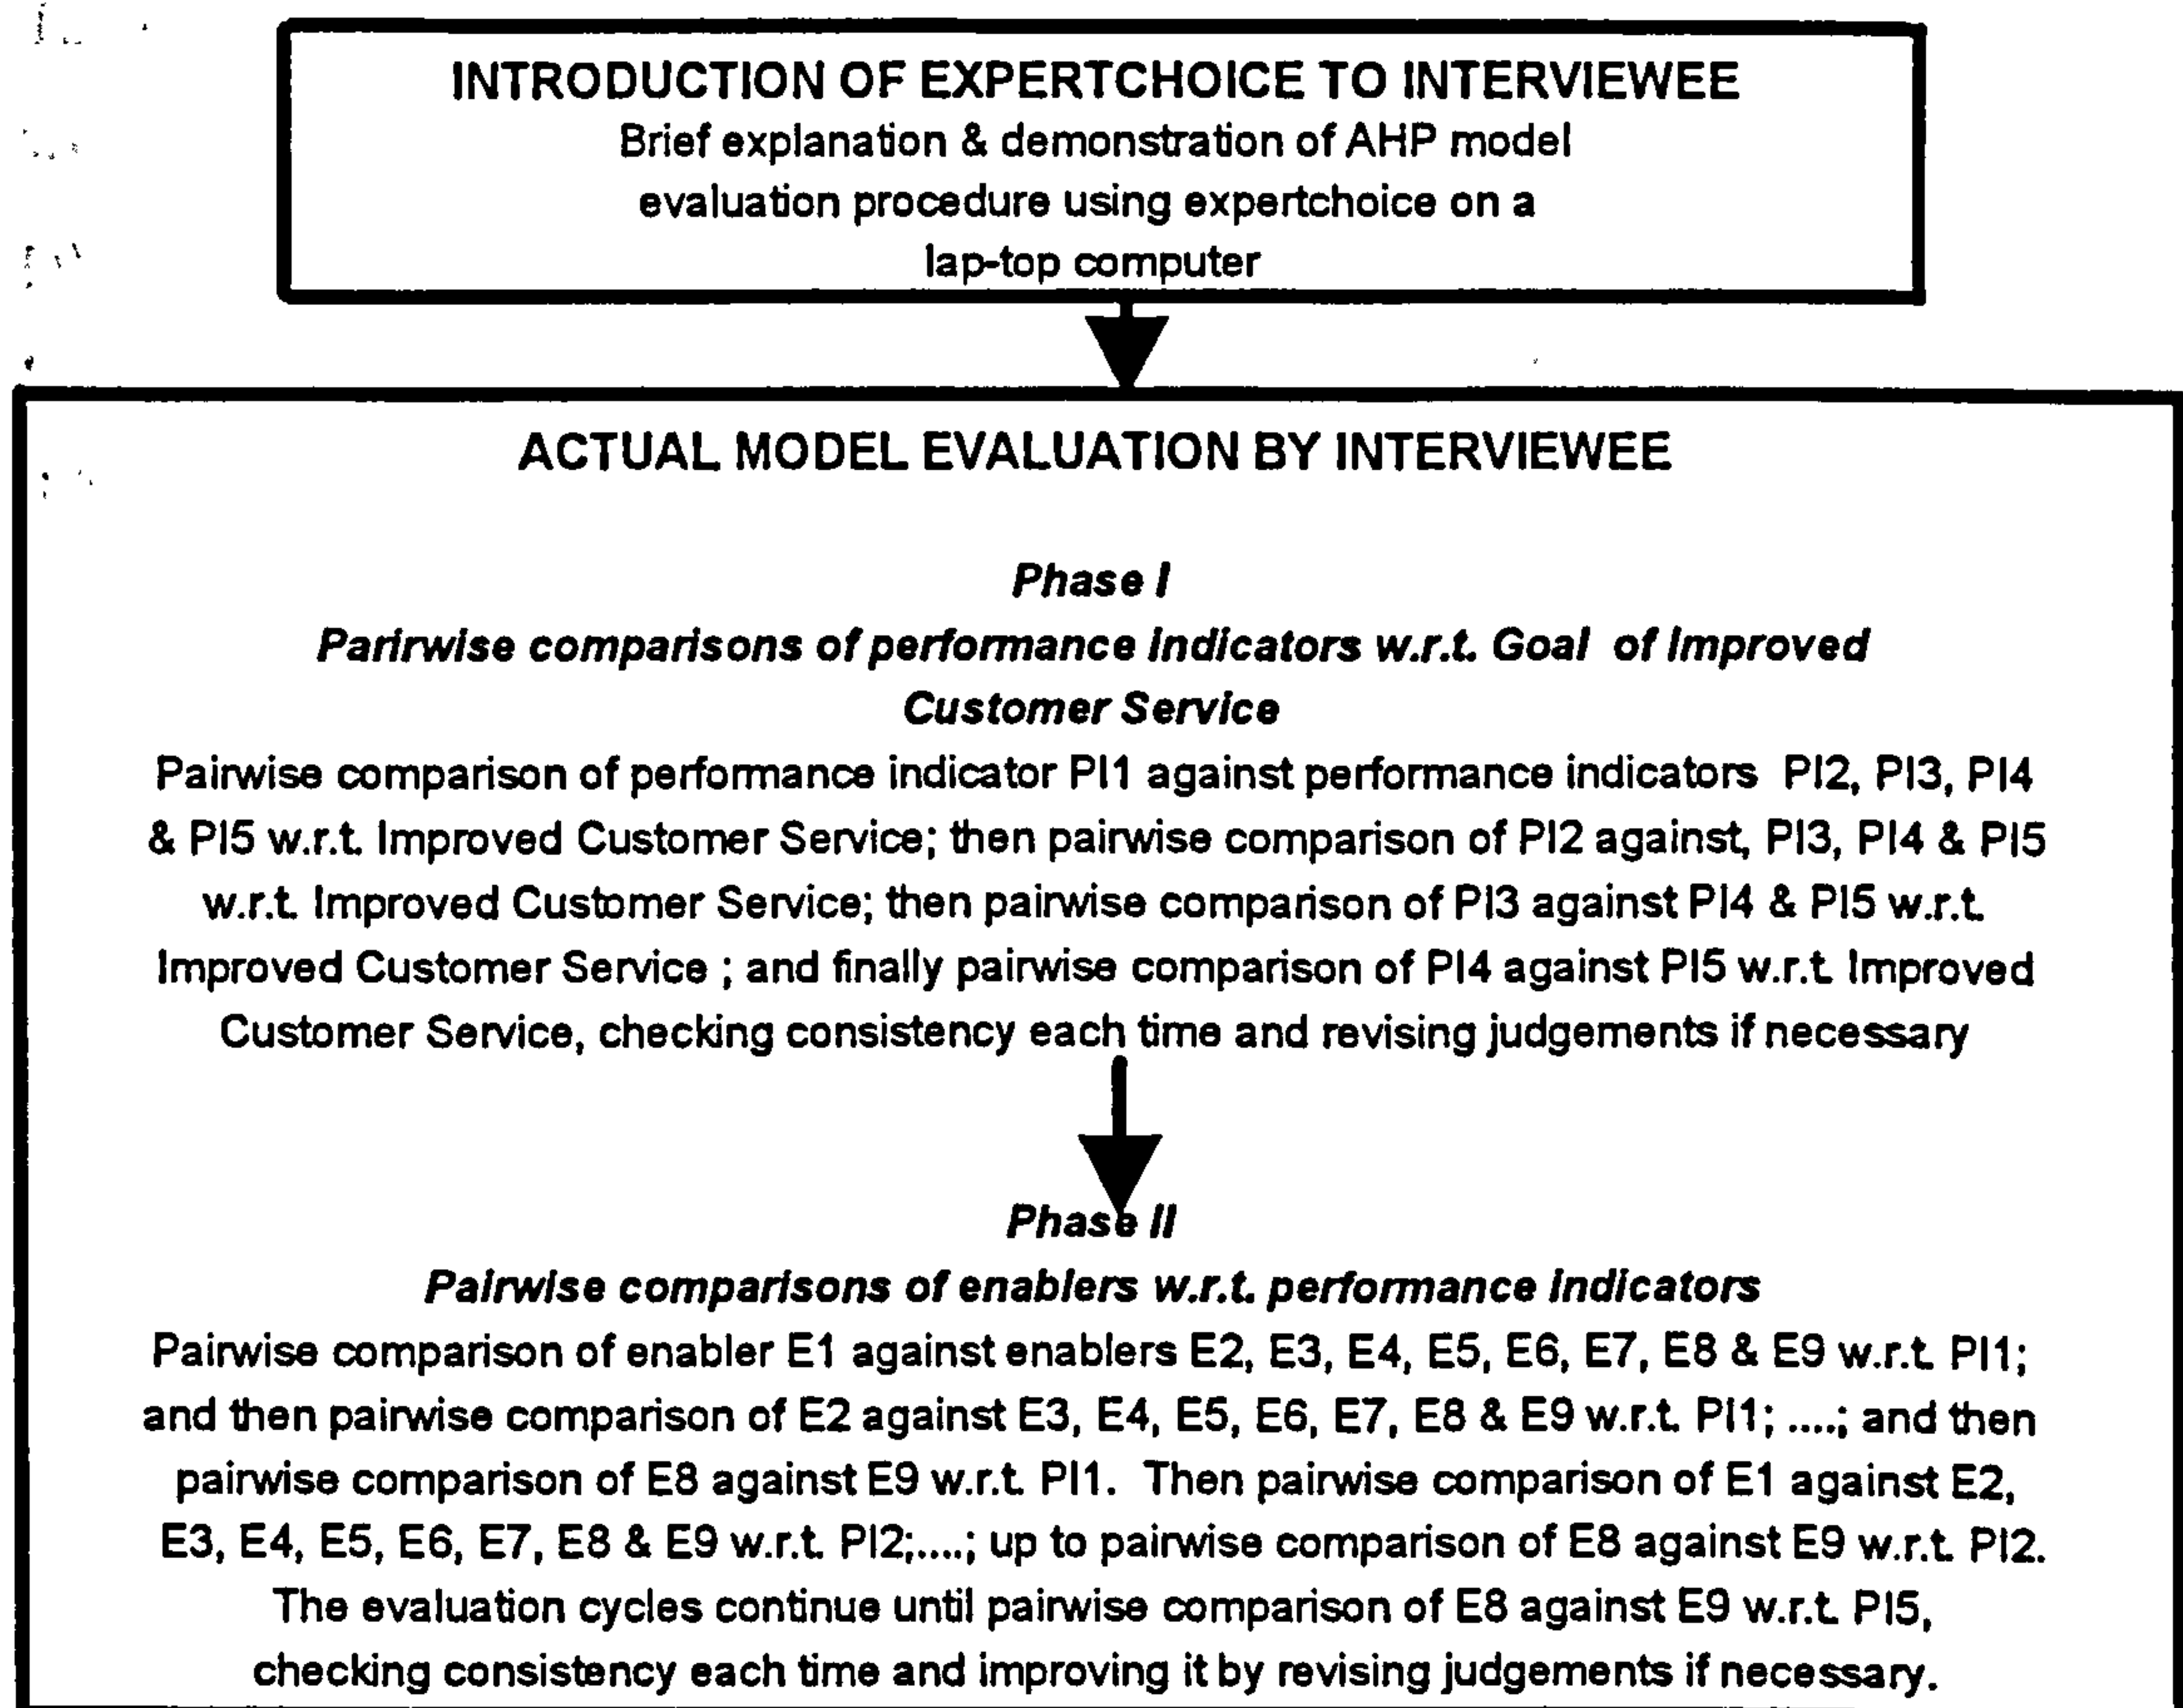 INTRODUCTION OF EXPERTCHOICE TO INTERVIEWEE
Brief explanation & demonstration of AHP model
evaluation procedure using expertchoice on a
lap-top computer
ACTUAL MODEL EVALUATION BY INTERVIEWEE
Phase I
Parirwise comparisons of performance Indicators w.r.t. Goal of Improved
Customer Service
Pairwise comparison of performance indicator PI1 against performance indicators PI2, PI3, PI4
& PI5 w.r.t. Improved Customer Service; then pairwise comparison of PI2 against, PI3, PI4 & PI5
w.r.t. Improved Customer Service; then pairwise comparison of PI3 against PI4 & PI5 w.r.t.
Improved Customer Service ; and finally pairwise comparison of PI4 against PI5 w.r.t. Improved
Customer Service, checking consistency each time and revising judgements if necessary
Phase II
Pairwise comparisons of enablers w.r.t. performance Indicators
Pairwise comparison of enabler E1 against enablers E2, E3, E4, E5, E6, E7, E8 & E9 w.r.t. PI1;
and then pairwise comparison of E2 against E3, E4, E5, E6, E7, E8 & E9 w.r.t. PI1; ....; and then
pairwise comparison of E8 against E9 w.r.t. PI1. Then pairwise comparison of E1 against E2,
E3, E4, E5, E6, E7, E8 & E9 w.r.t. PI2;....; up to pairwise comparison of E8 against E9 w.r.t. PI2.
The evaluation cycles continue until pairwise comparison of E8 against E9 w.r.t. PI5,
checking consistency each time and improving it by revising judgements if necessary.